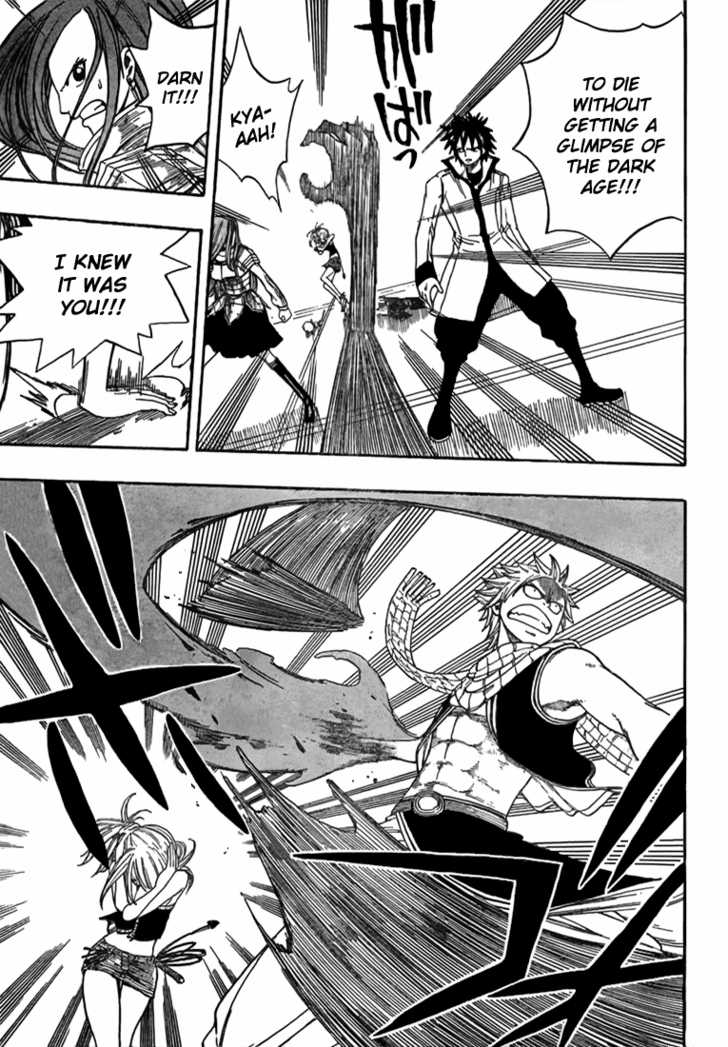 TO DIE
WITHOUT
GETTING A
GLIMPSE OF
THE DARK
AGE!!!
KYA-
AAH!
DARN
IT!!!
I KNEW
IT WAS
YOU!!!